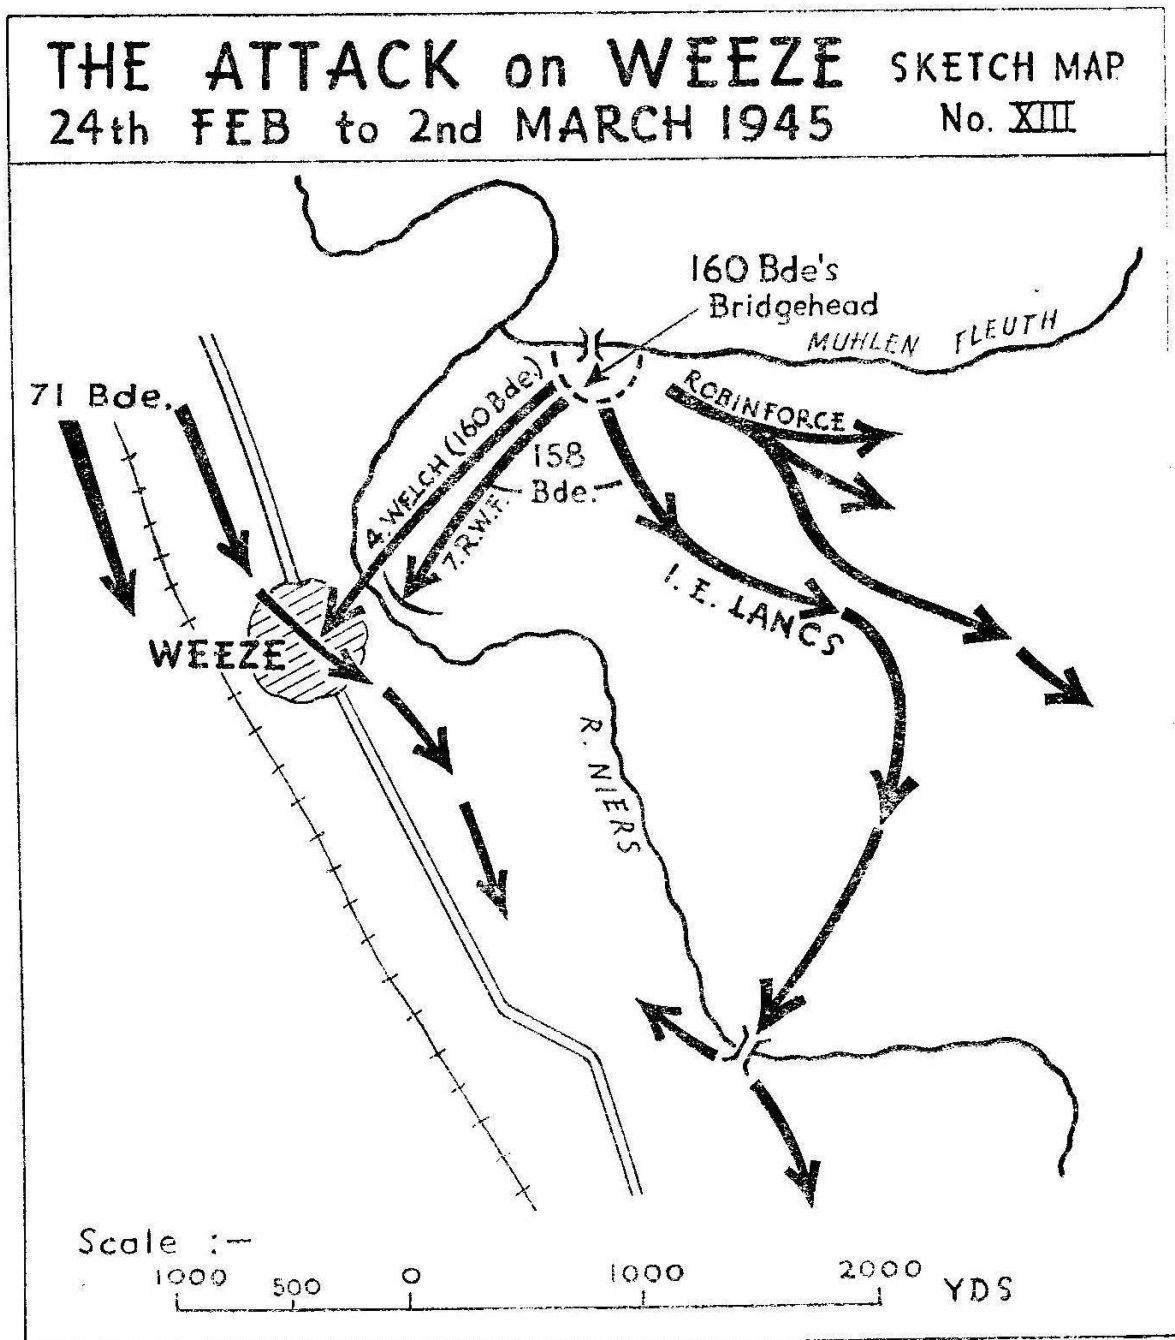 THE ATTACK on WEEZE
24th FEB to 2nd MARCH 1945
SKETCH MAP
No. XIII
160 Bde's
Bridgehead
MUHLEN FLEUTH
71 Bde.
ROBINFORCE
4. WELCH (160 Bde.)
158
Bde.
7. R.W.F.
1. E. LANCS
WEEZE
R. NIERS
Scale :-
1000 500 0 1000 2000 YDS